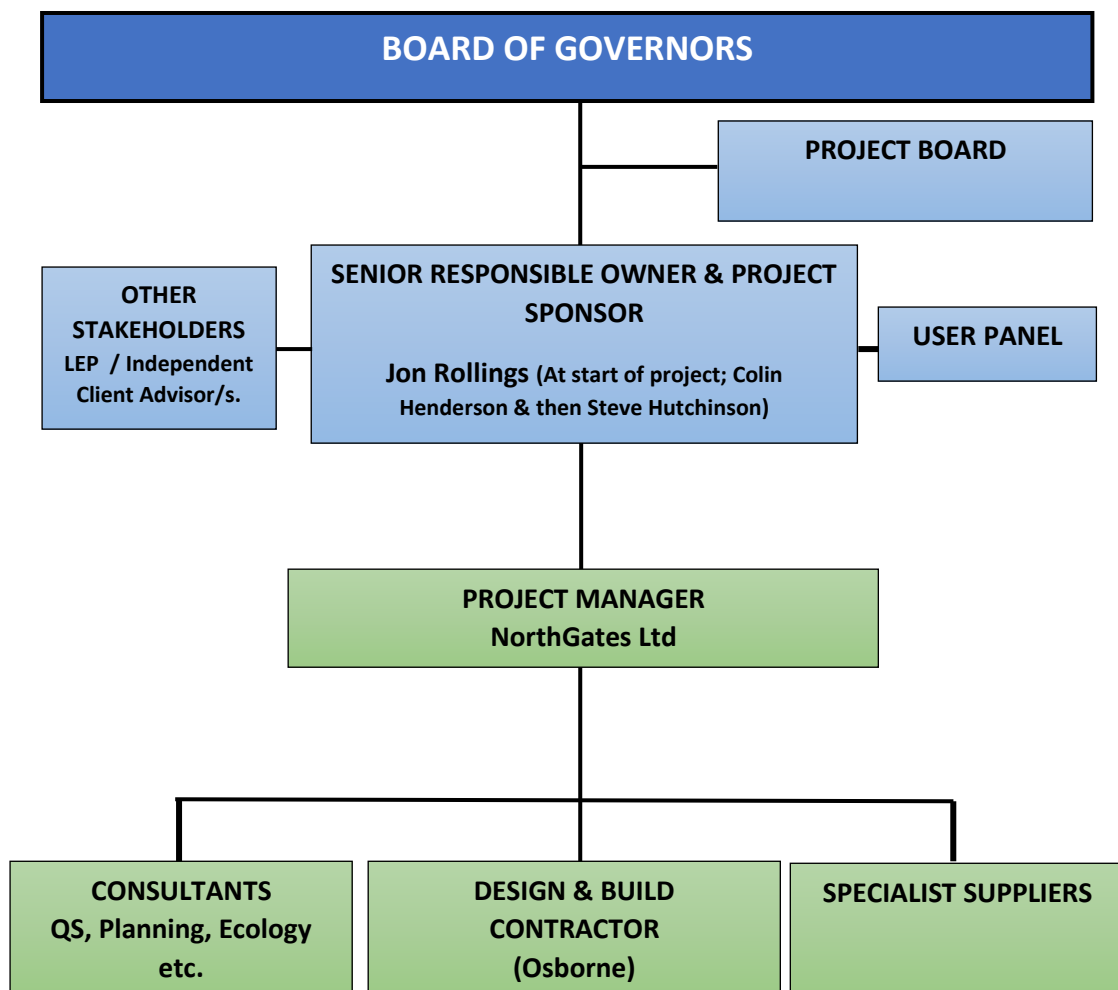 BOARD OF GOVERNORS
PROJECT BOARD
SENIOR RESPONSIBLE OWNER & PROJECT
SPONSOR
Jon Rollings (At start of project; Colin
Henderson & then Steve Hutchinson)
OTHER
STAKEHOLDERS
LEP / Independent
Client Advisor/s.
USER PANEL
PROJECT MANAGER
NorthGates Ltd
CONSULTANTS
QS, Planning, Ecology
etc.
DESIGN & BUILD
CONTRACTOR
(Osborne)
SPECIALIST SUPPLIERS